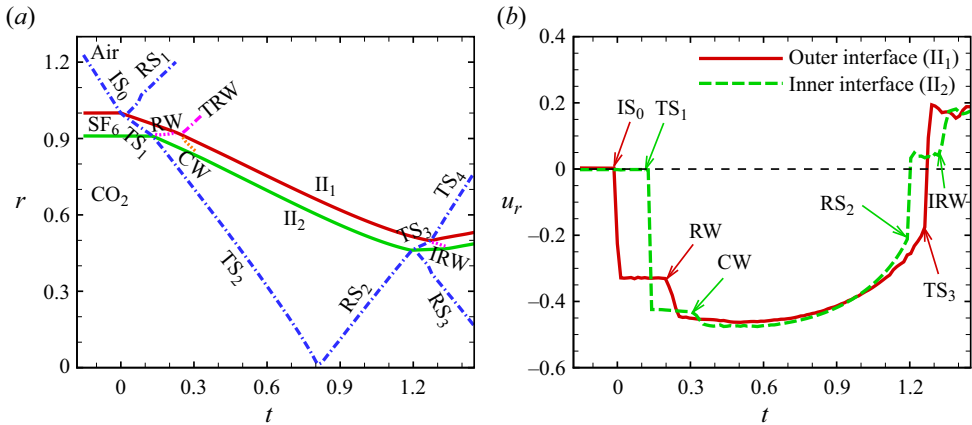 (a)
1.2
0.9
0.6
0.3
0
r
Air
IS0
RS1
SF6
TS1
RW
TRW
CW
CO2
II1
II2
TS2
RS2
TS3
TS4
IRW
RS3
0 0.3 0.6 0.9 1.2
t
(b)
0.4
0.2
0
−0.2
−0.4
−0.6
ur
Outer interface (II1)
Inner interface (II2)
IS0
TS1
RW
CW
RS2
IRW
TS3
0 0.3 0.6 0.9 1.2
t